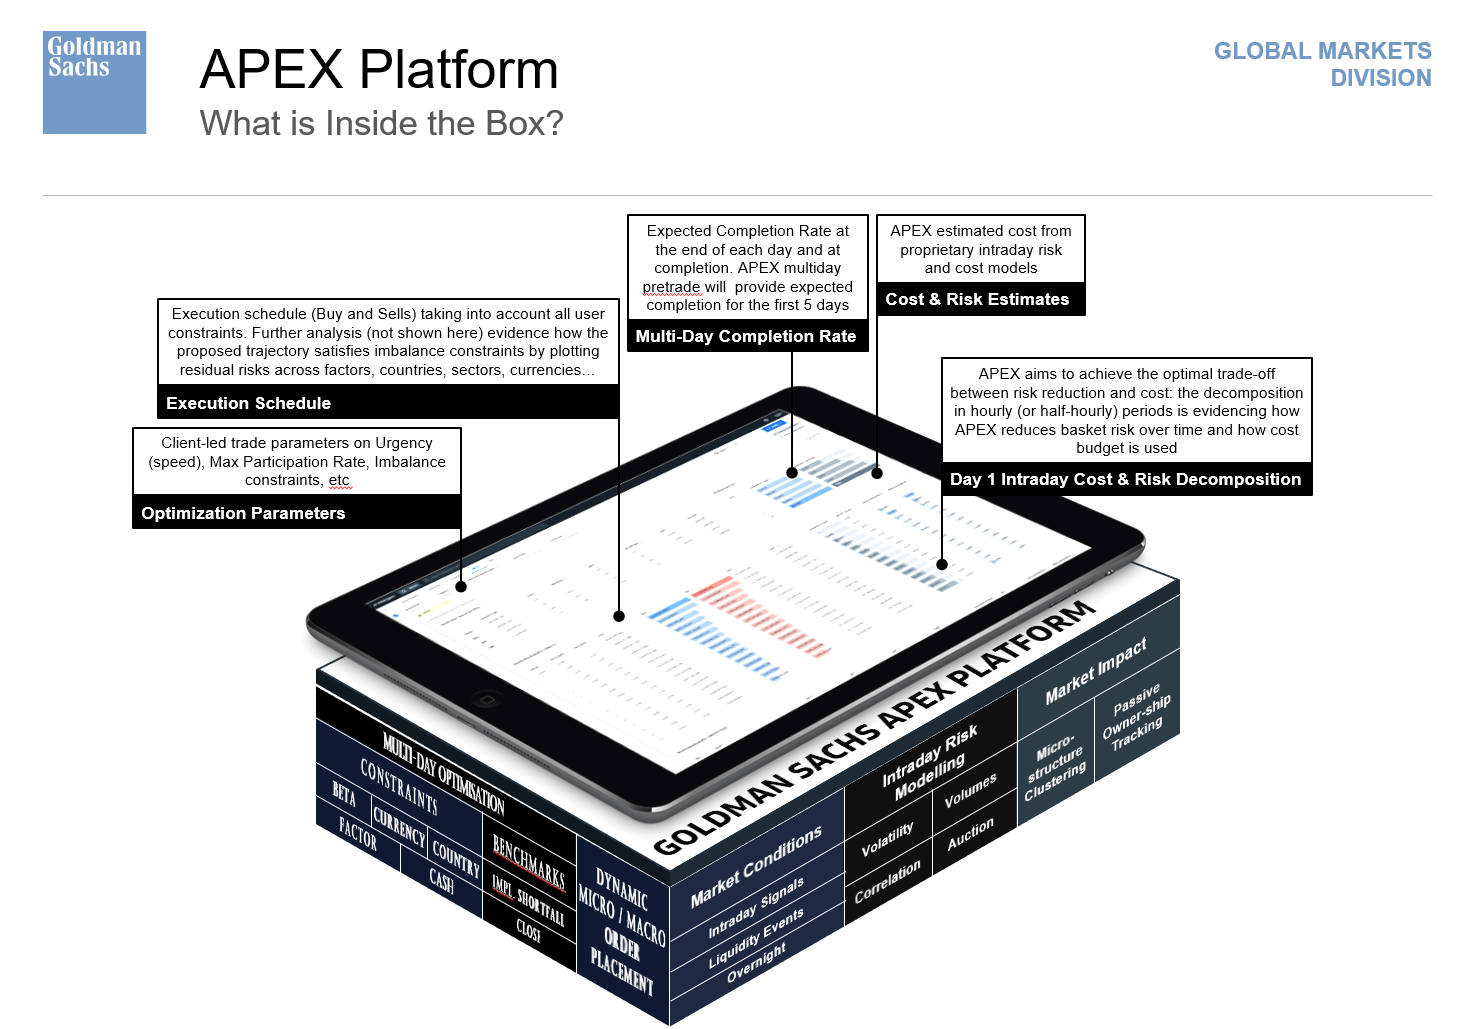 Goldman
Sachs
APEX Platform
What is Inside the Box?
GLOBAL MARKETS
DIVISION
Expected Completion Rate at
the end of each day and at
completion. APEX multiday
pretrade will provide expected
completion for the first 5 days
Multi-Day Completion Rate
APEX estimated cost from
proprietary intraday risk
and cost models
Cost & Risk Estimates
Execution schedule (Buy and Sells) taking into account all user
constraints. Further analysis (not shown here) evidence how the
proposed trajectory satisfies imbalance constraints by plotting
residual risks across factors, countries, sectors, currencies…
Execution Schedule
APEX aims to achieve the optimal trade-off
between risk reduction and cost: the decomposition
in hourly (or half-hourly) periods is evidencing how
APEX reduces basket risk over time and how cost
budget is used
Day 1 Intraday Cost & Risk Decomposition
Client-led trade parameters on Urgency
(speed), Max Participation Rate, Imbalance
constraints, etc
Optimization Parameters
GOLDMAN SACHS APEX PLATFORM
MULTI-DAY OPTIMISATION
CONSTRAINTS
BETA
CURRENCY
COUNTRY
FACTOR
CASH
BENCHMARKS
IMPL. SHORTFALL
CLOSE
DYNAMIC
MICRO / MACRO
ORDER
PLACEMENT
Market Conditions
Intraday Signals
Liquidity Events
Overnight
Intraday Risk
Modelling
Volatility
Volumes
Correlation
Auction
Market Impact
Micro-
structure
Clustering
Passive
Owner-ship
Tracking